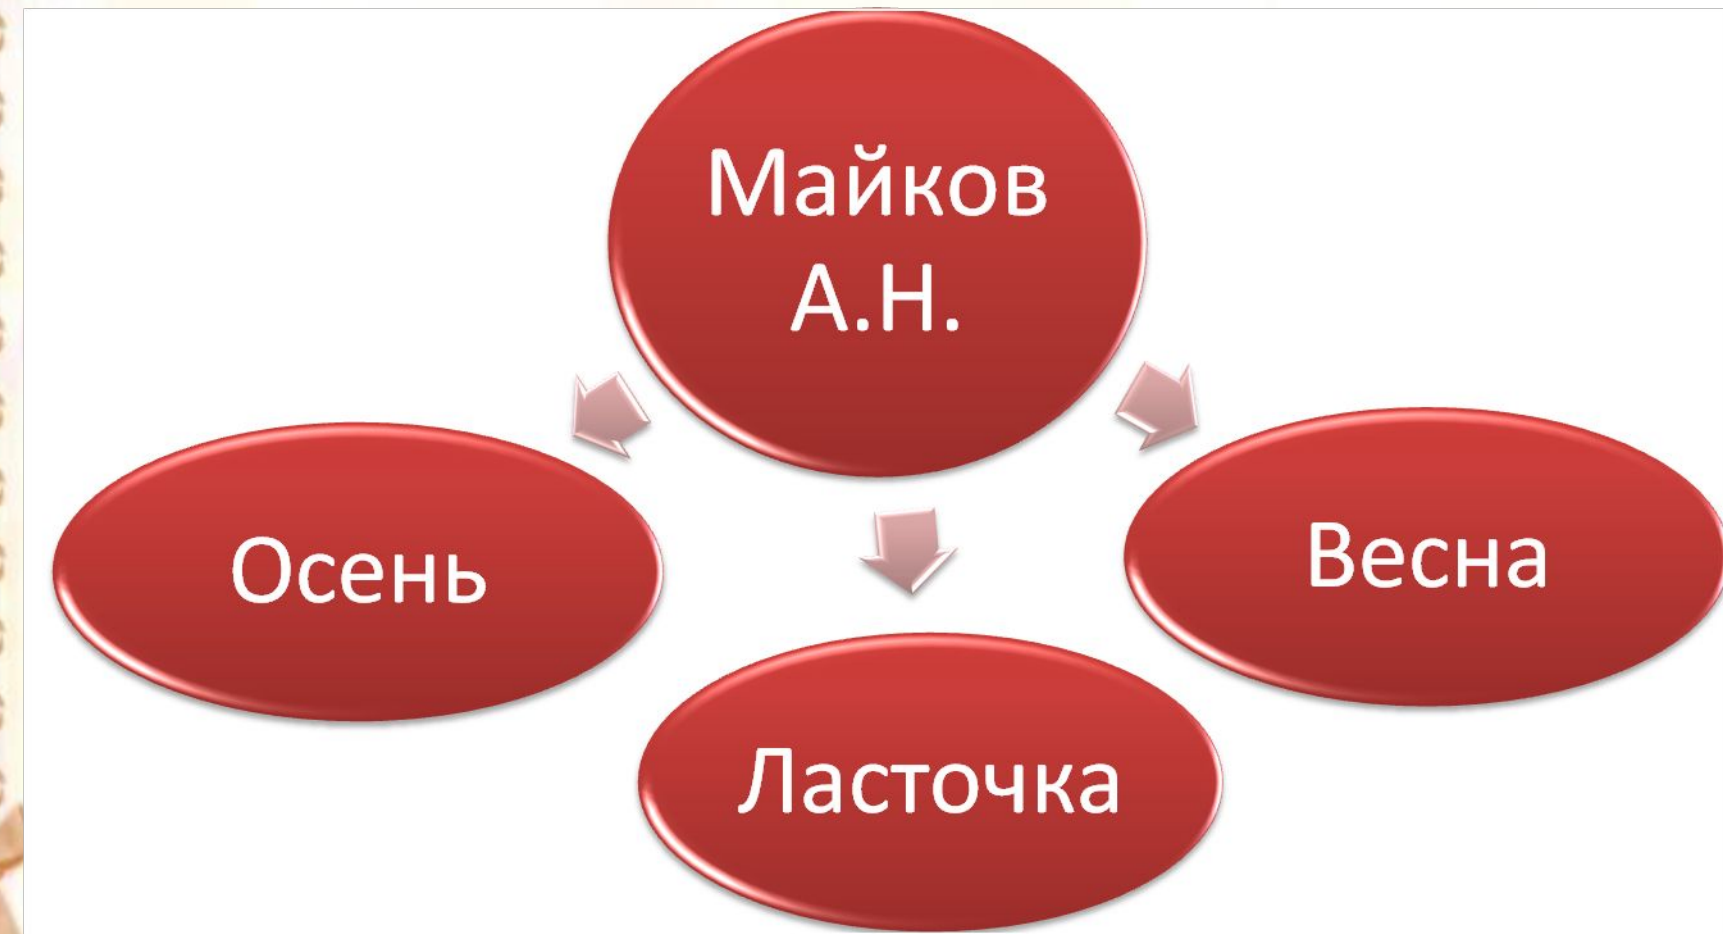 Майков
А.Н.
Осень
Весна
Ласточка